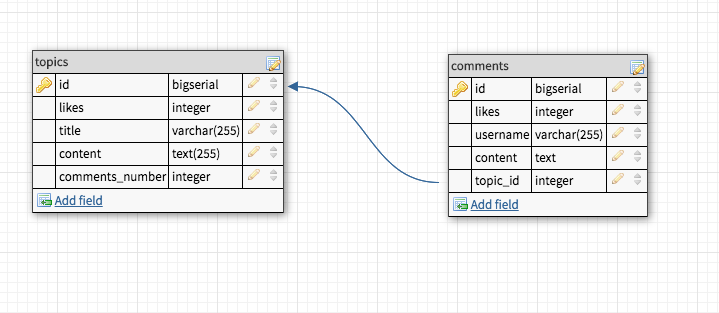 topics
id bigserial
likes integer
title varchar(255)
content text(255)
comments_number integer
Add field
comments
id bigserial
likes integer
username varchar(255)
content text
topic_id integer
Add field